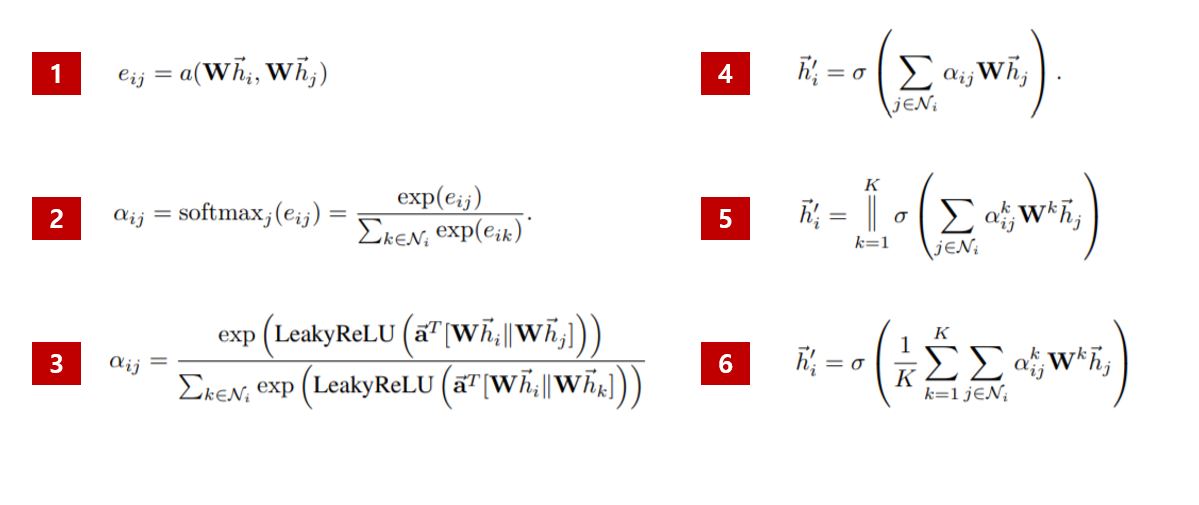 1 $e_{ij} = a(\mathbf{W}\vec{h}_i, \mathbf{W}\vec{h}_j)$
2 $\alpha_{ij} = \text{softmax}_j(e_{ij}) = \frac{\exp(e_{ij})}{\sum_{k \in \mathcal{N}_i} \exp(e_{ik})}.$
3 $\alpha_{ij} = \frac{\exp\left(\text{LeakyReLU}\left(\vec{\mathbf{a}}^T[\mathbf{W}\vec{h}_i \| \mathbf{W}\vec{h}_j]\right)\right)}{\sum_{k \in \mathcal{N}_i} \exp\left(\text{LeakyReLU}\left(\vec{\mathbf{a}}^T[\mathbf{W}\vec{h}_i \| \mathbf{W}\vec{h}_k]\right)\right)}$
4 $\vec{h}'_i = \sigma\left(\sum_{j \in \mathcal{N}_i} \alpha_{ij} \mathbf{W}\vec{h}_j\right).$
5 $\vec{h}'_i = \big\Vert_{k=1}^{K} \sigma\left(\sum_{j \in \mathcal{N}_i} \alpha_{ij}^k \mathbf{W}^k \vec{h}_j\right)$
6 $\vec{h}'_i = \sigma\left(\frac{1}{K} \sum_{k=1}^{K} \sum_{j \in \mathcal{N}_i} \alpha_{ij}^k \mathbf{W}^k \vec{h}_j\right)$